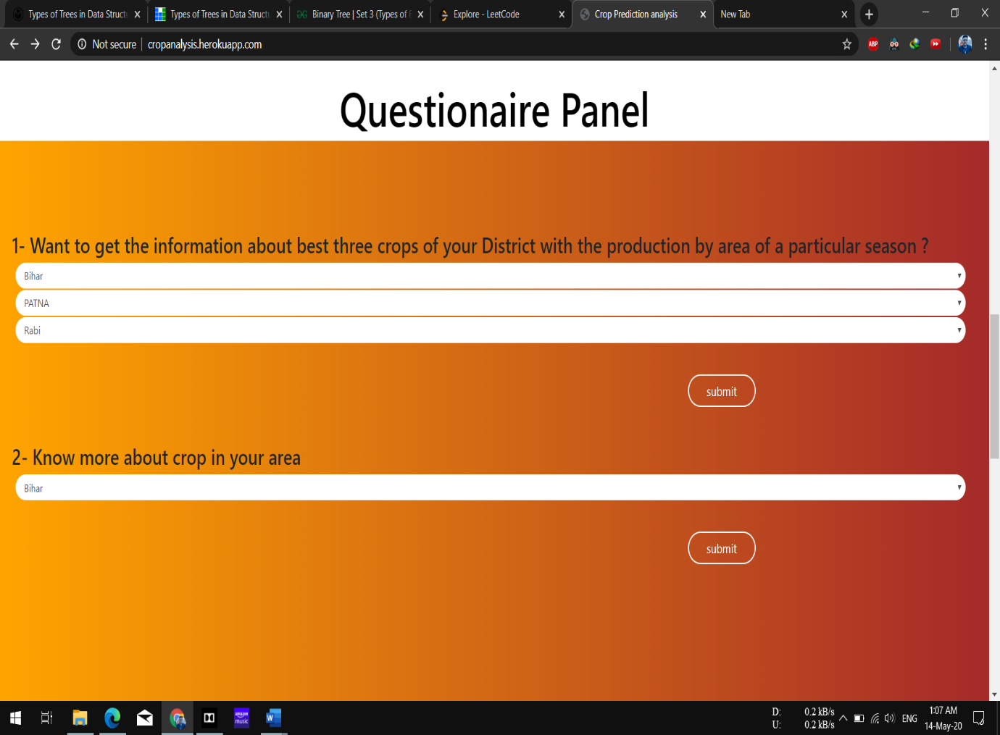 Types of Trees in Data Structu
Types of Trees in Data Structu
Binary Tree | Set 3 (Types of B
Explore - LeetCode
Crop Prediction analysis
New Tab
Not secure
cropanalysis.herokuapp.com
ABP
Questionaire Panel
1- Want to get the information about best three crops of your District with the production by area of a particular season ?
Bihar
PATNA
Rabi
submit
2- Know more about crop in your area
Bihar
submit
amazon
music
W
D: 0.2 kB/s
U: 0.2 kB/s
ENG
1:07 AM
14-May-20